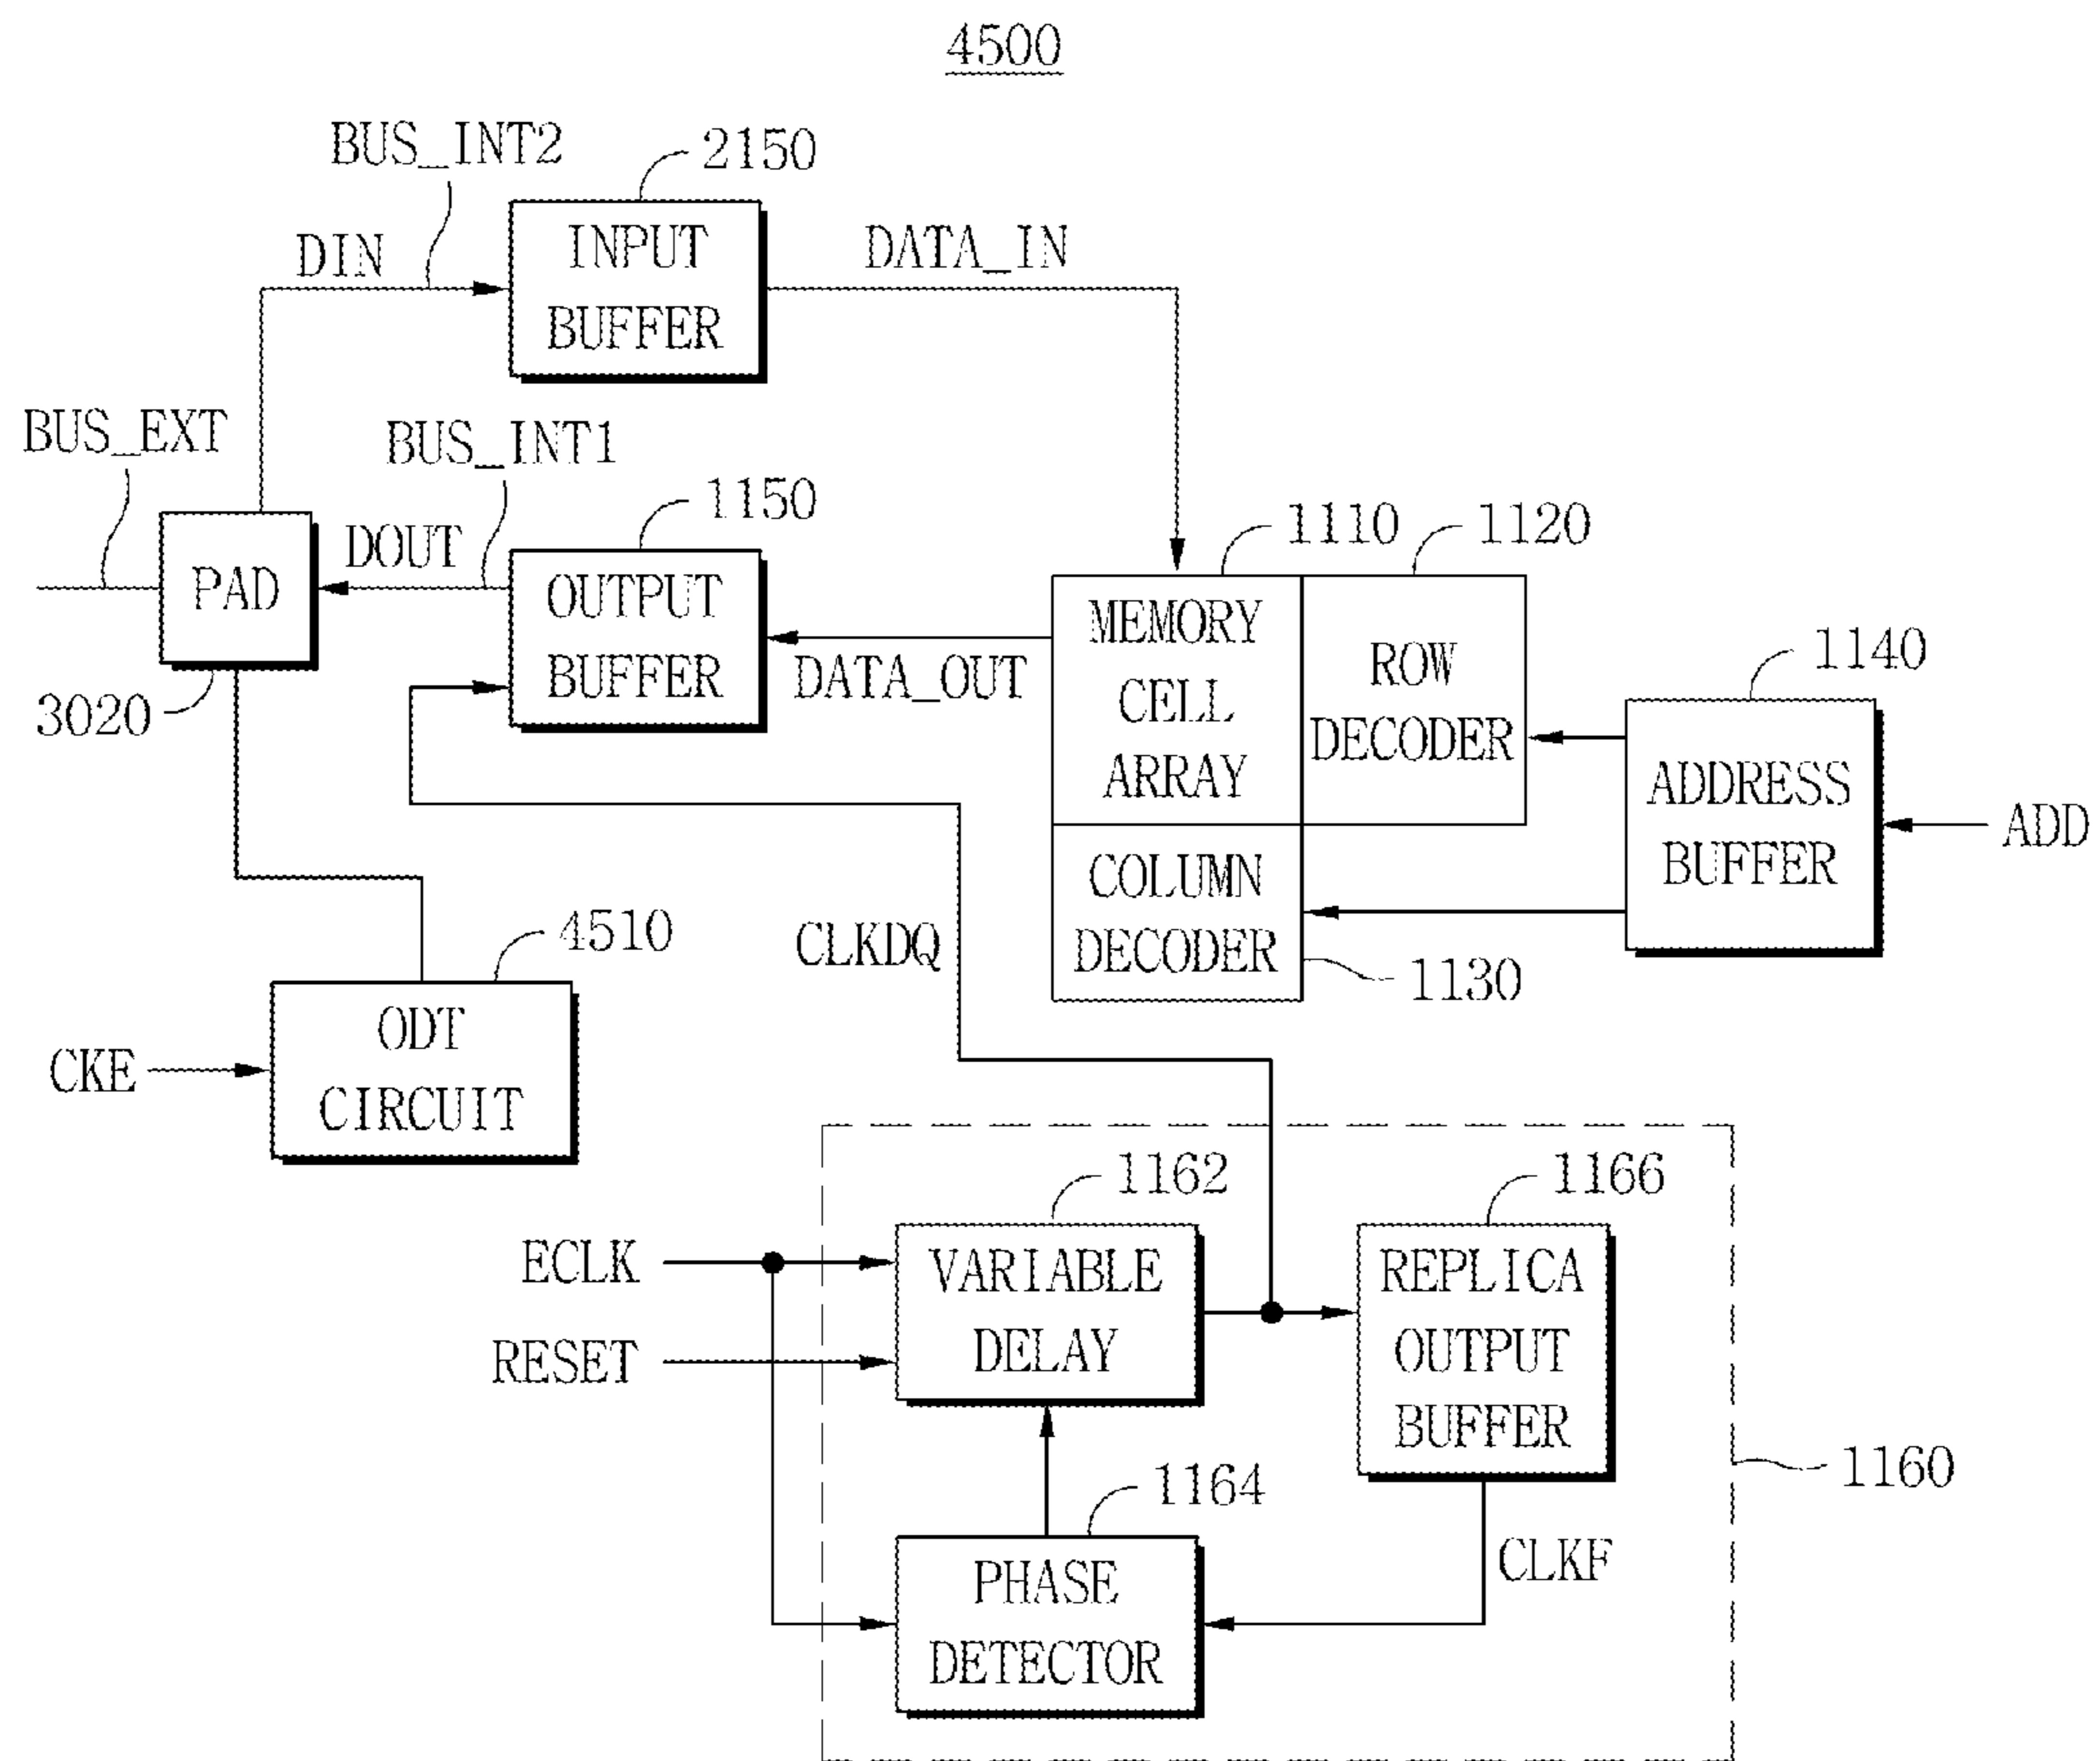 4500
BUS_INT2
2150
DIN
INPUT
BUFFER
DATA_IN
BUS_EXT
BUS_INT1
1150
1110
1120
PAD
DOUT
OUTPUT
BUFFER
DATA_OUT
MEMORY
CELL
ARRAY
ROW
DECODER
1140
3020
ADDRESS
BUFFER
ADD
COLUMN
DECODER
1130
CLKDQ
4510
CKE
ODT
CIRCUIT
1162
1166
ECLK
RESET
VARIABLE
DELAY
REPLICA
OUTPUT
BUFFER
1160
1164
PHASE
DETECTOR
CLKF